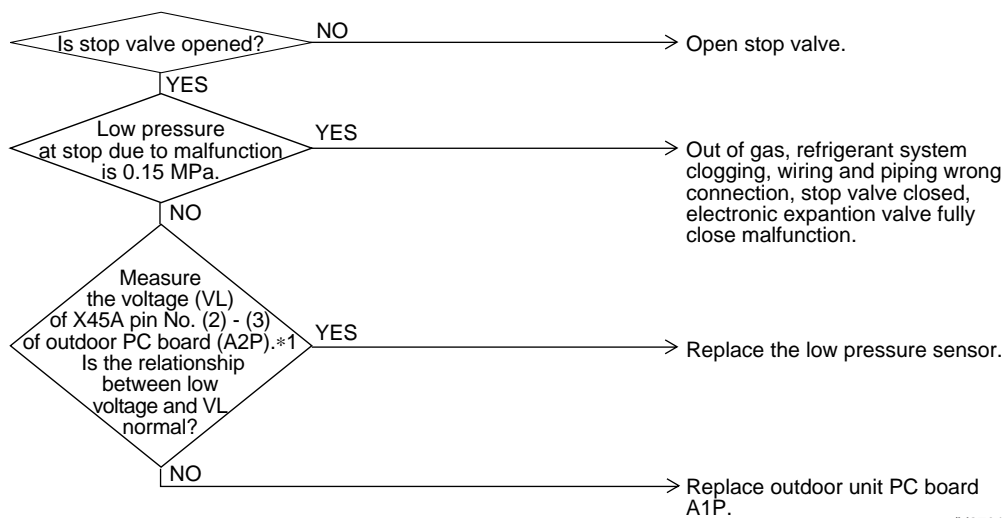 Is stop valve opened?
NO
Open stop valve.
YES
Low pressure
at stop due to malfunction
is 0.15 MPa.
YES
Out of gas, refrigerant system
clogging, wiring and piping wrong
connection, stop valve closed,
electronic expantion valve fully
close malfunction.
NO
Measure
the voltage (VL)
of X45A pin No. (2) - (3)
of outdoor PC board (A2P).*1
Is the relationship
between low
voltage and VL
normal?
YES
Replace the low pressure sensor.
NO
Replace outdoor unit PC board
A1P.